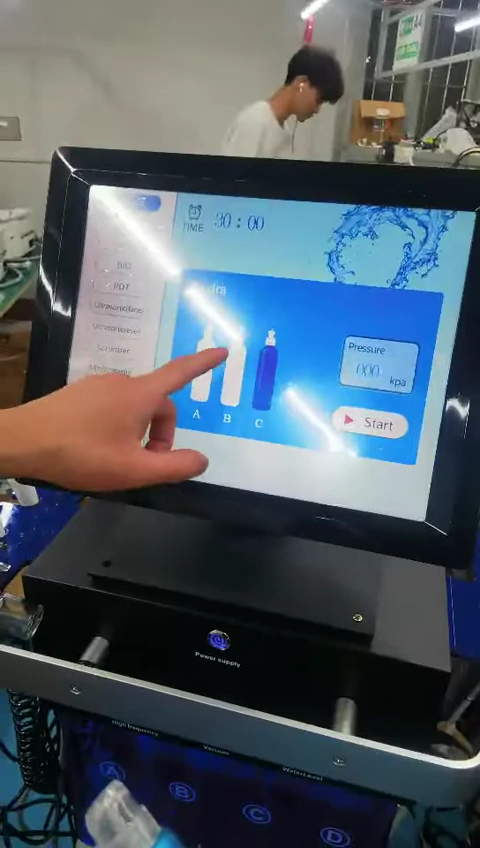 TIME 30 : 00
BIO
PDT
Ultrasonic(face)
Ultrasonic(eye)
Scrubber
Pressure
000 kpa
A
B
C
Start
Power supply
High frequency
Vacuum
WaterLevel
A
B
C
D